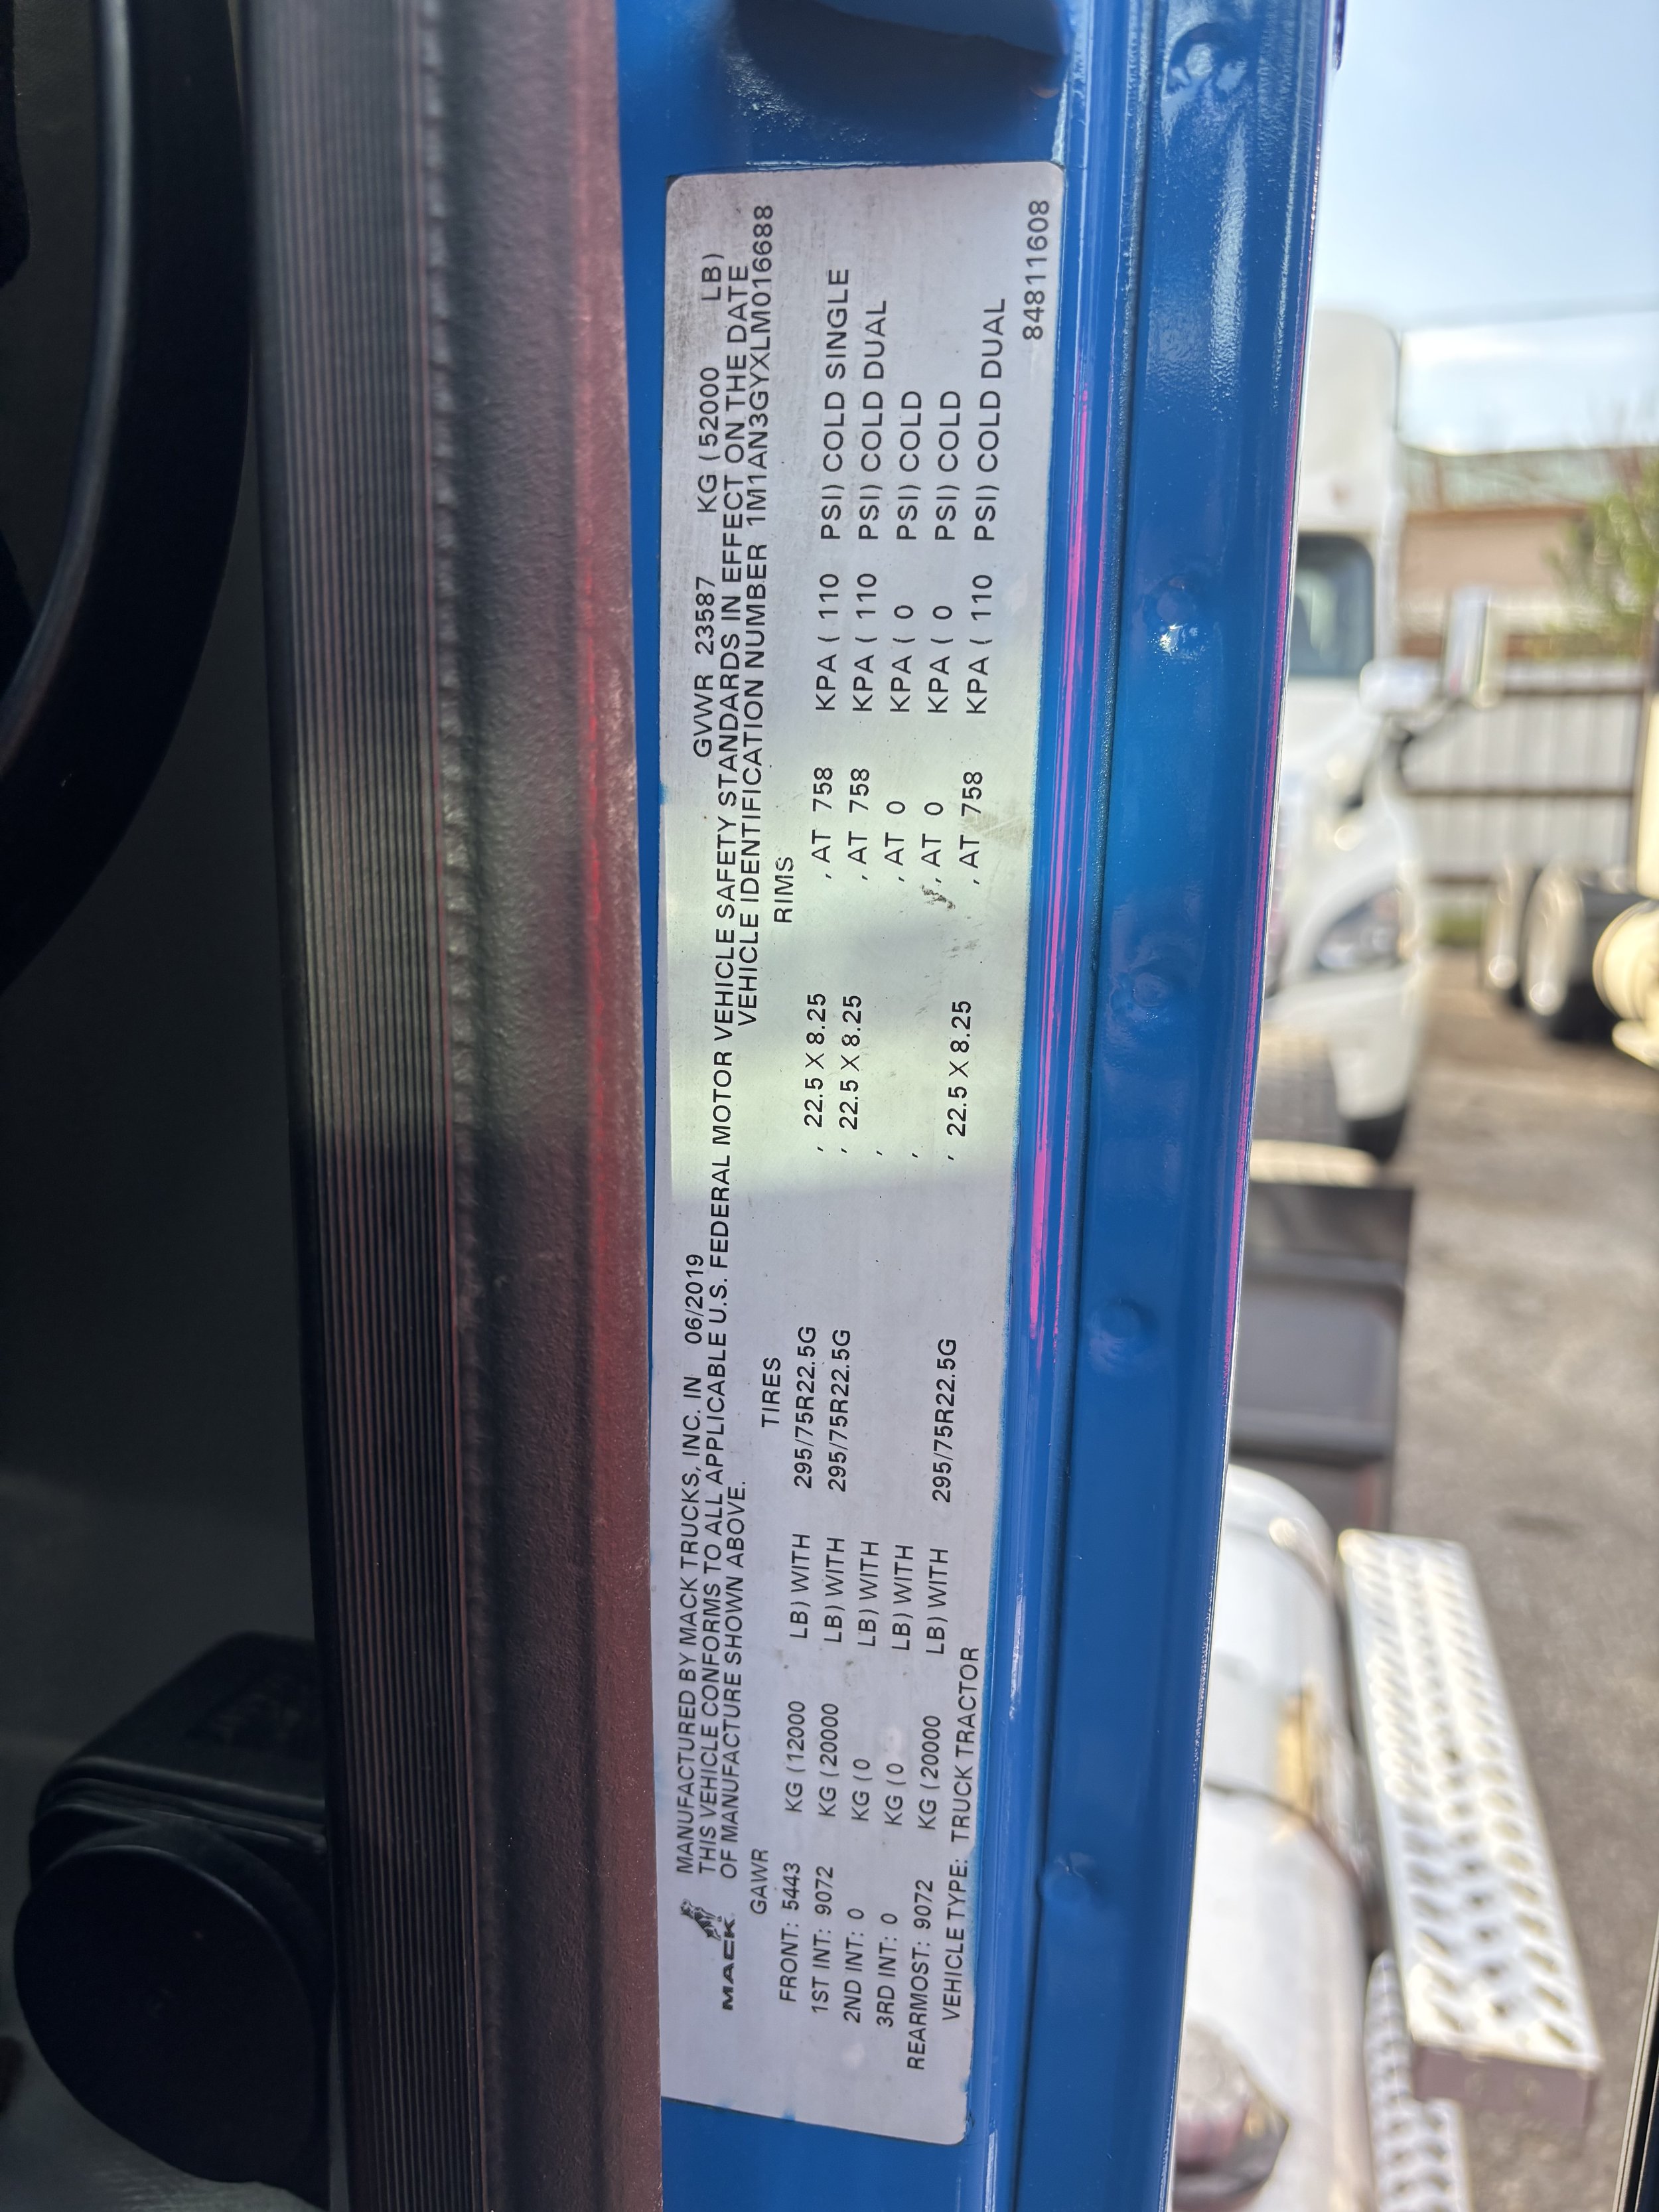 MACK
MANUFACTURED BY MACK TRUCKS, INC. IN 06/2019 GVWR 23587 KG (52000 LB)
THIS VEHICLE CONFORMS TO ALL APPLICABLE U.S. FEDERAL MOTOR VEHICLE SAFETY STANDARDS IN EFFECT ON THE DATE
OF MANUFACTURE SHOWN ABOVE. VEHICLE IDENTIFICATION NUMBER 1M1AN3GYXLM016688
GAWR TIRES RIMS
FRONT: 5443 KG (12000 LB) WITH 295/75R22.5G , 22.5 X 8.25 , AT 758 KPA ( 110 PSI) COLD SINGLE
1ST INT: 9072 KG (20000 LB) WITH 295/75R22.5G , 22.5 X 8.25 , AT 758 KPA ( 110 PSI) COLD DUAL
2ND INT: 0 KG (0 LB) WITH , , AT 0 KPA ( 0 PSI) COLD
3RD INT: 0 KG (0 LB) WITH , , AT 0 KPA ( 0 PSI) COLD
REARMOST: 9072 KG (20000 LB) WITH 295/75R22.5G , 22.5 X 8.25 , AT 758 KPA ( 110 PSI) COLD DUAL
VEHICLE TYPE: TRUCK TRACTOR 84811608